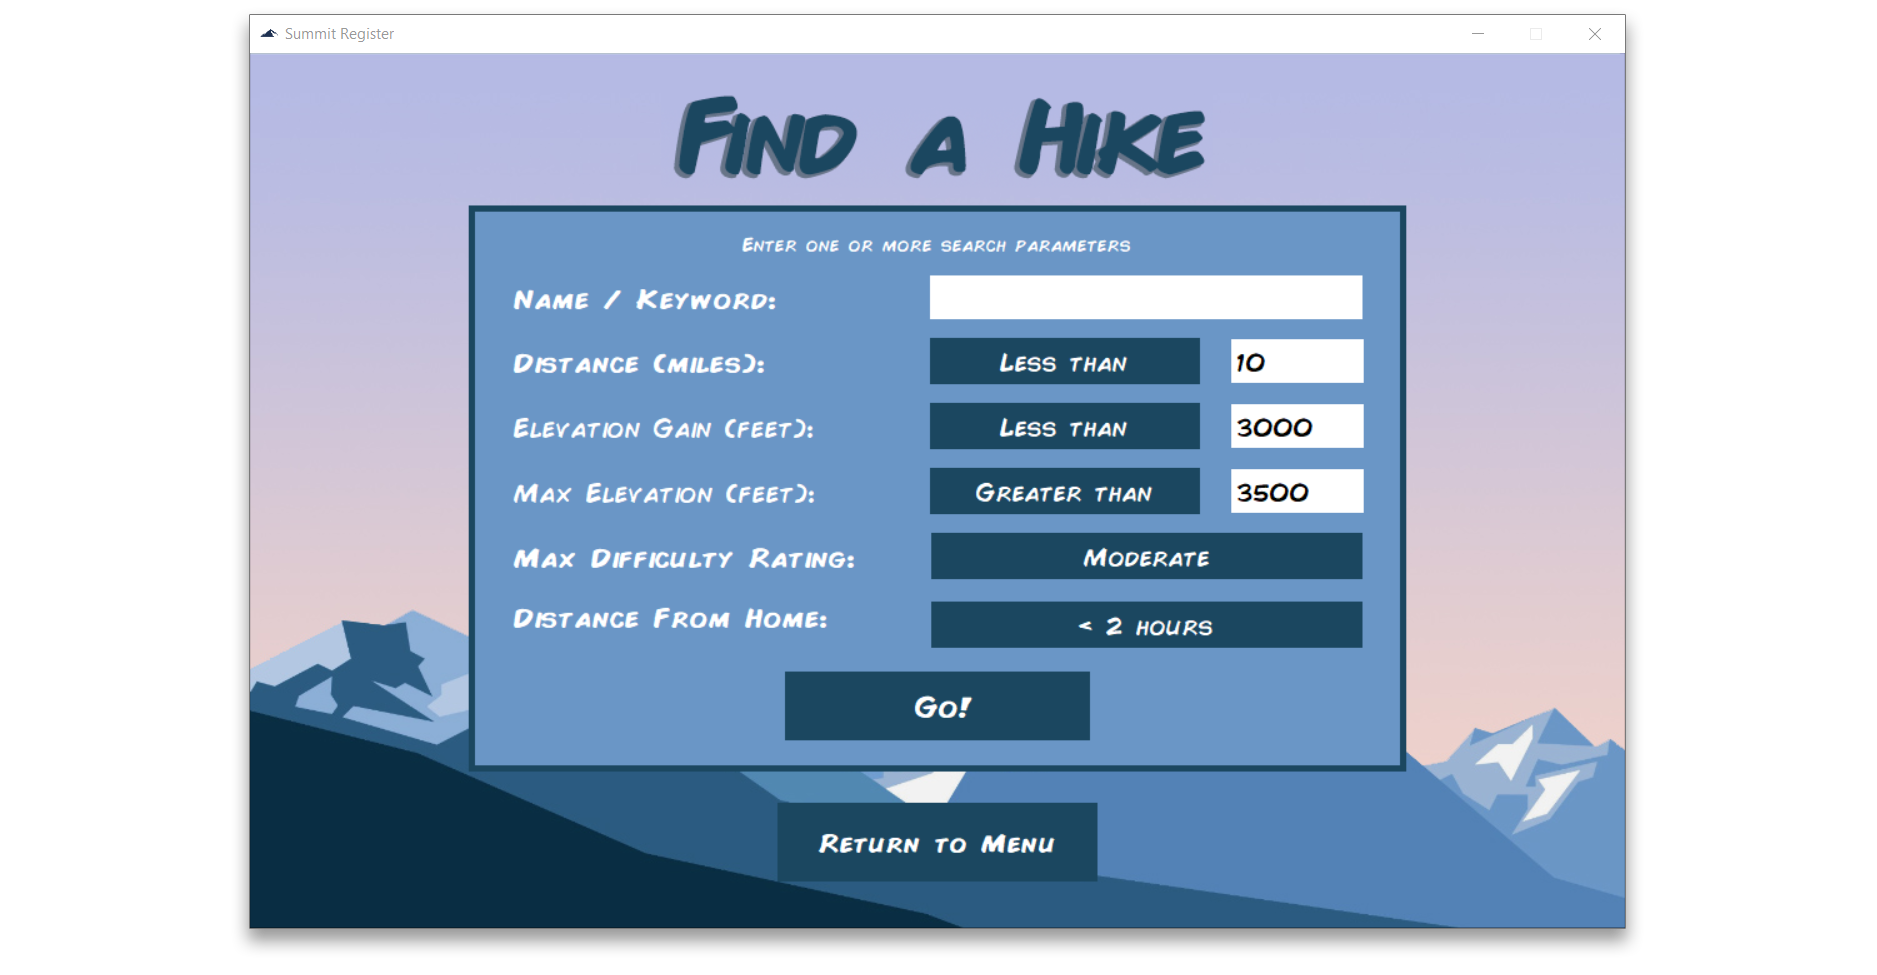 Summit Register
Find a Hike
Enter one or more search parameters
Name / Keyword:
Distance (miles): Less than 10
Elevation Gain (feet): Less than 3000
Max Elevation (feet): Greater than 3500
Max Difficulty Rating: Moderate
Distance From Home: < 2 hours
Go!
Return to Menu